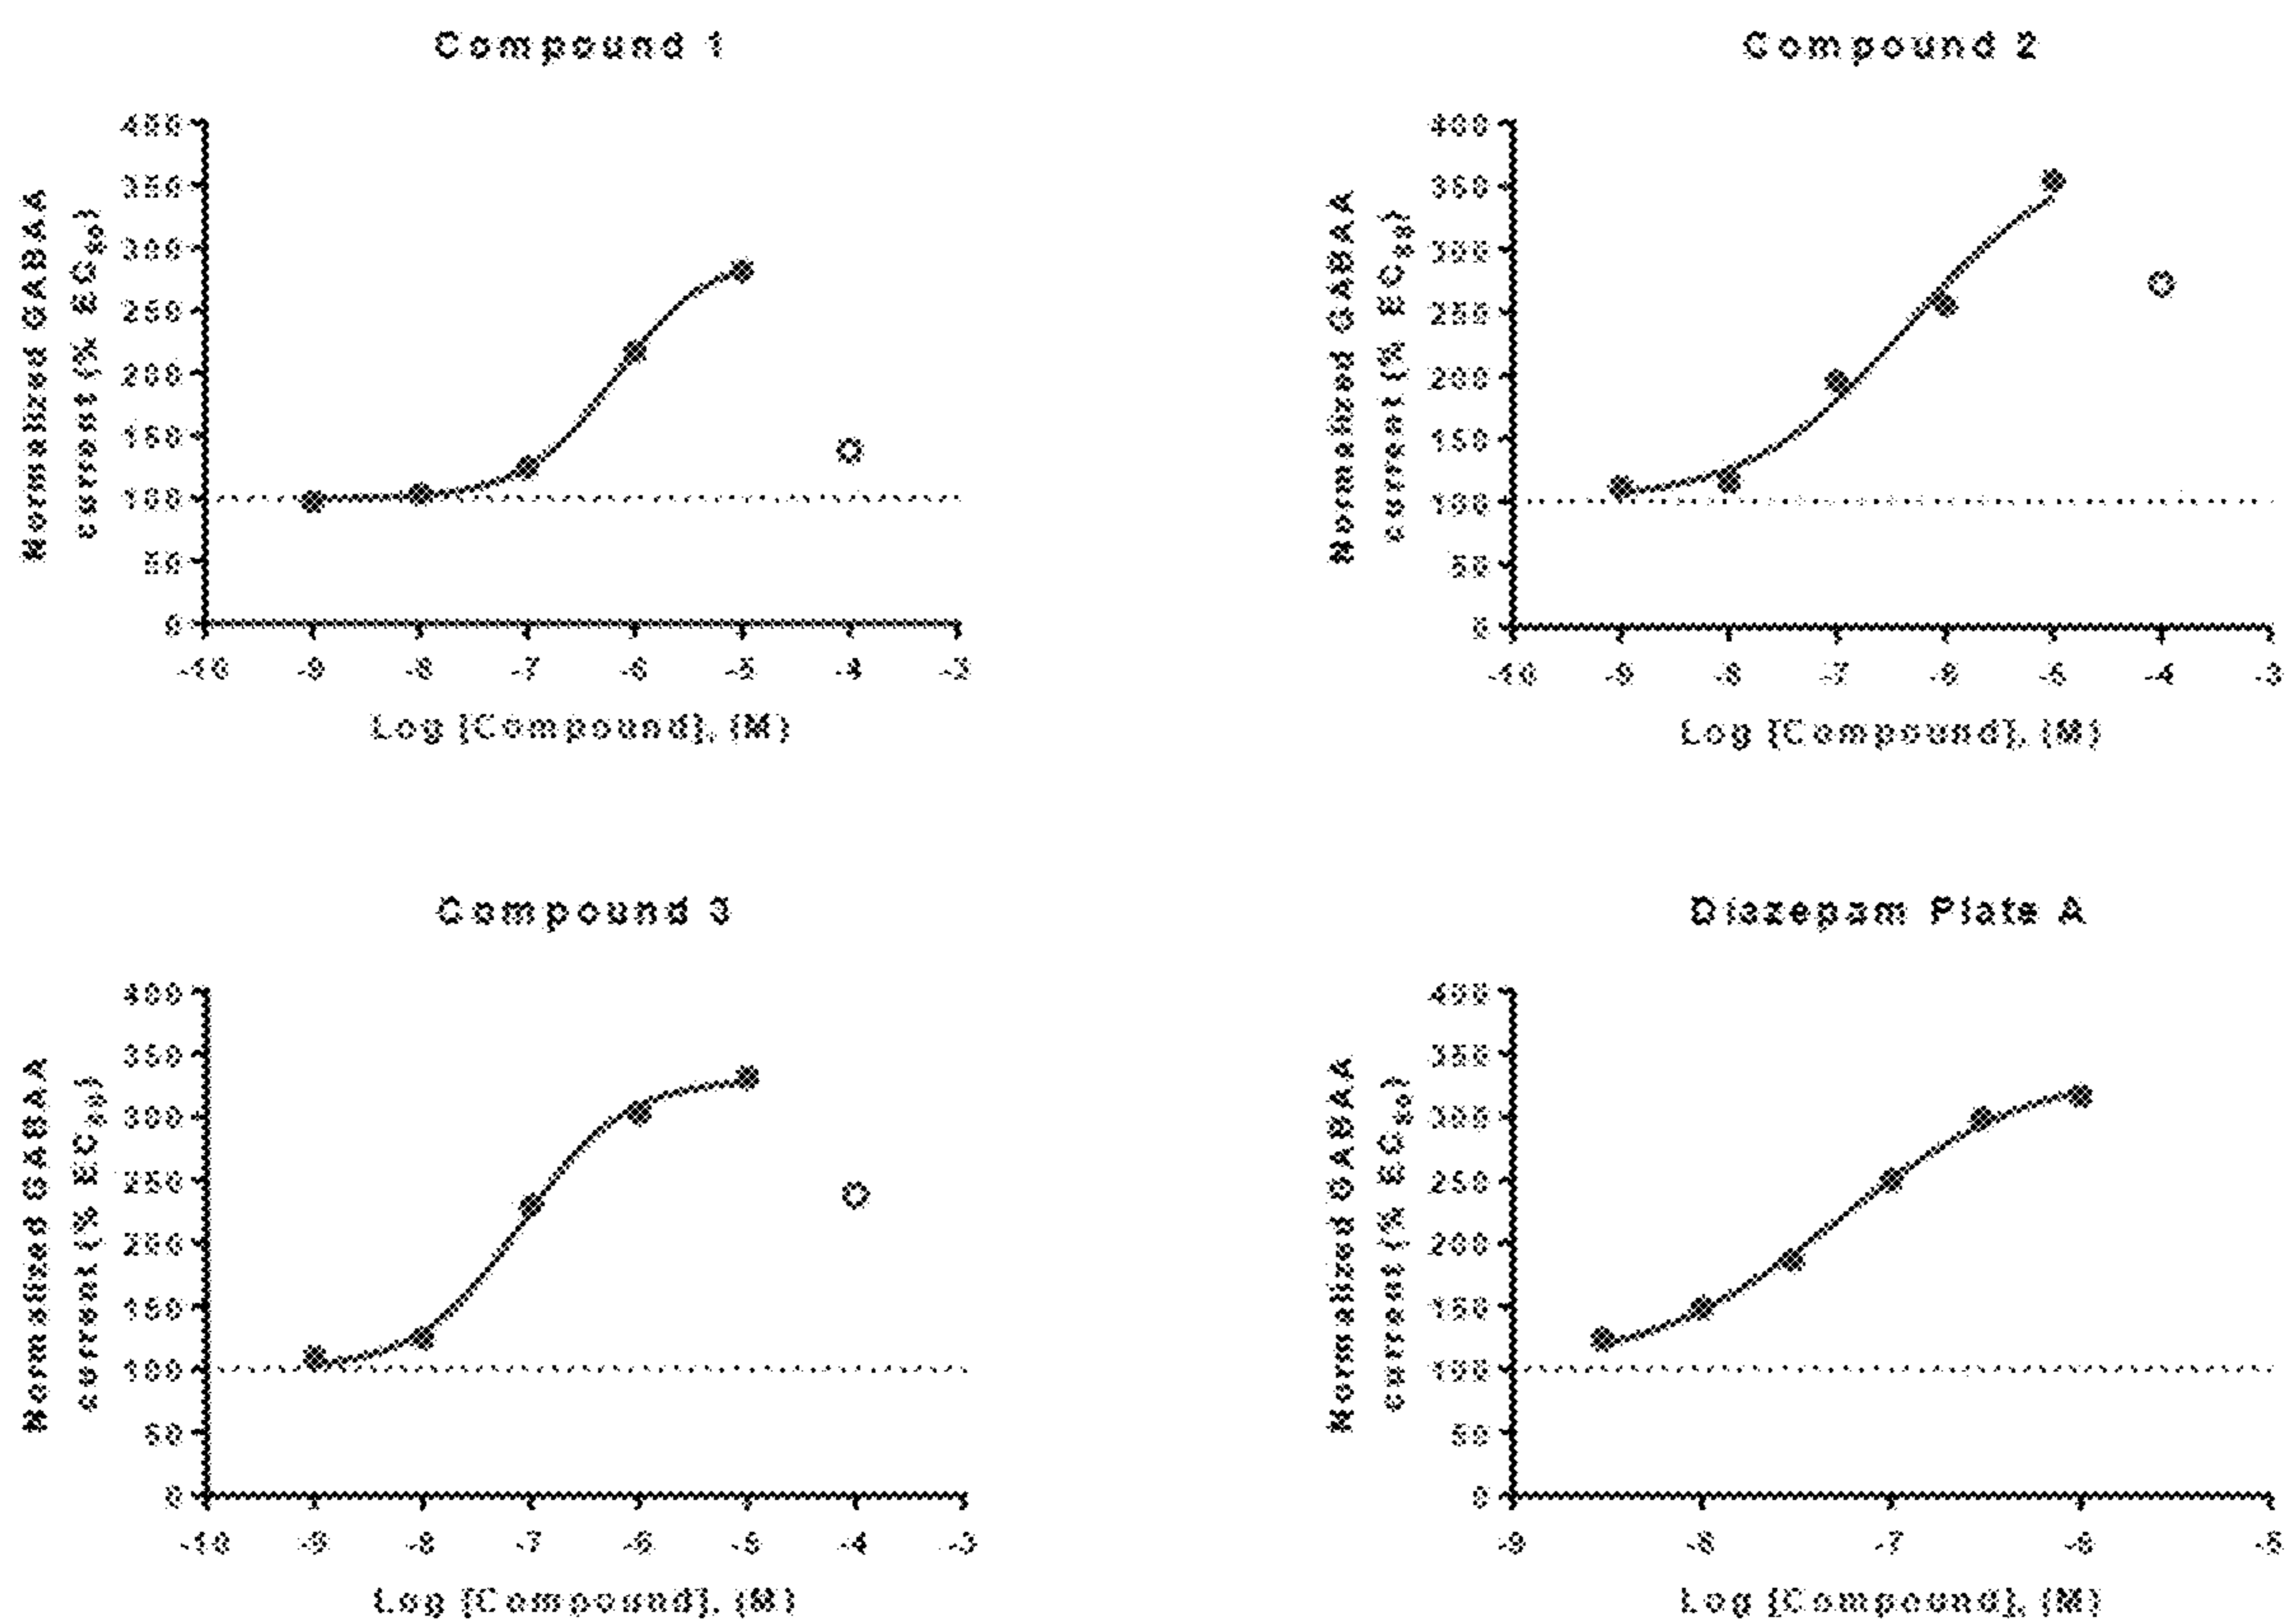 Compound 1
Normalized GABAA
current (% EC20)
400
350
300
250
200
150
100
50
0
-10 -9 -8 -7 -6 -5 -4 -3
Log [Compound], (M)
Compound 2
Normalized GABAA
current (% EC20)
400
350
300
250
200
150
100
50
0
-10 -9 -8 -7 -6 -5 -4 -3
Log [Compound], (M)
Compound 3
Normalized GABAA
current (% EC20)
400
350
300
250
200
150
100
50
0
-10 -9 -8 -7 -6 -5 -4 -3
Log [Compound], (M)
Diazepam Plate A
Normalized GABAA
current (% EC20)
400
350
300
250
200
150
100
50
0
-9 -8 -7 -6 -5
Log [Compound], (M)